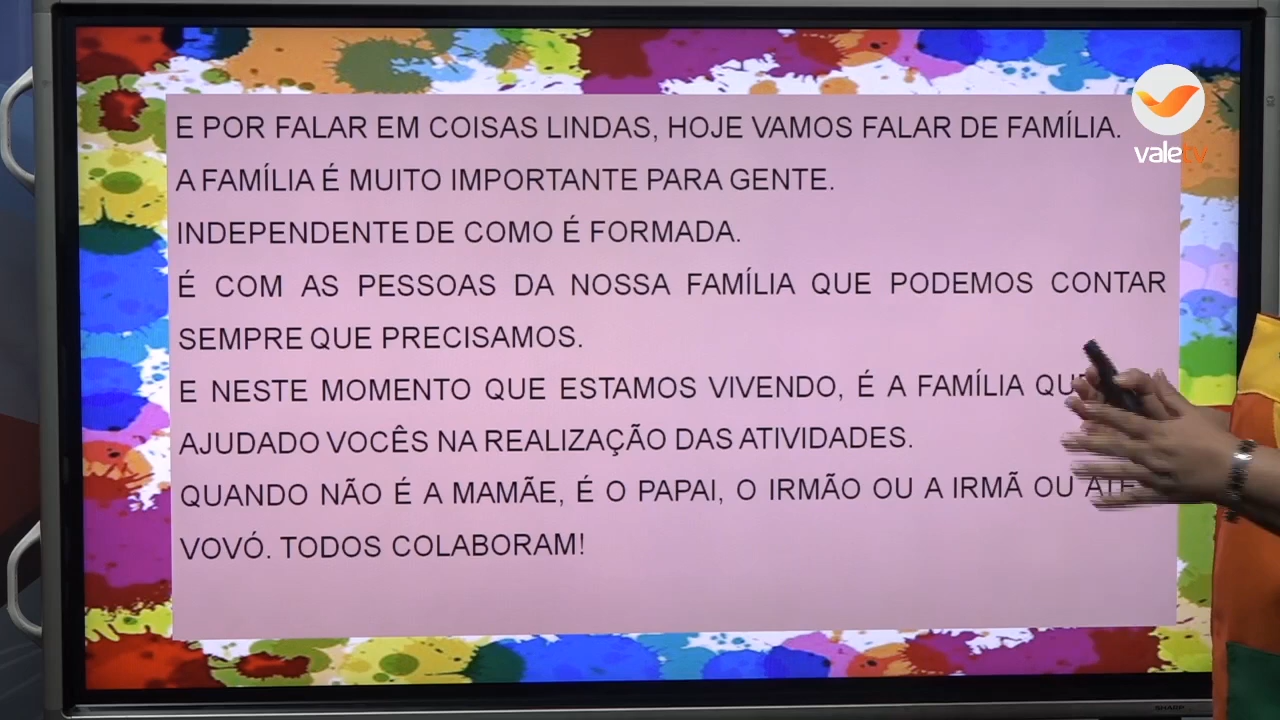 E POR FALAR EM COISAS LINDAS, HOJE VAMOS FALAR DE FAMÍLIA.
A FAMÍLIA É MUITO IMPORTANTE PARA GENTE.
INDEPENDENTE DE COMO É FORMADA.
É COM AS PESSOAS DA NOSSA FAMÍLIA QUE PODEMOS CONTAR
SEMPRE QUE PRECISAMOS.
E NESTE MOMENTO QUE ESTAMOS VIVENDO, É A FAMÍLIA
AJUDADO VOCÊS NA REALIZAÇÃO DAS ATIVIDADES.
QUANDO NÃO É A MAMÃE, É O PAPAI, O IRMÃO OU A IRMÃ OU
VOVÓ. TODOS COLABORAM!
valetv
SHARP